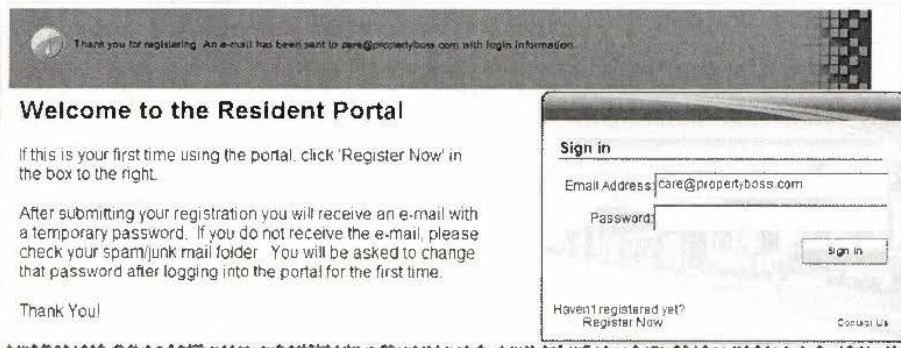 Thank you for registering. An e-mail has been sent to care@propertyboss.com with login information.
Welcome to the Resident Portal
If this is your first time using the portal, click 'Register Now' in
the box to the right.
After submitting your registration you will receive an e-mail with
a temporary password. If you do not receive the e-mail, please
check your spam/junk mail folder. You will be asked to change
that password after logging into the portal for the first time.
Thank You!
Sign in
Email Address: care@propertyboss.com
Password:
Sign In
Haven't registered yet?
Register Now
Contact Us